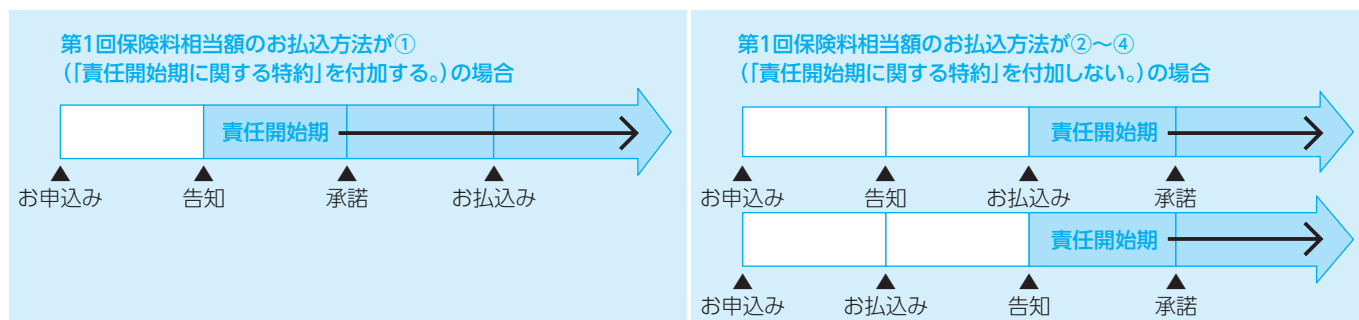 第1回保険料相当額のお払込方法が①
(「責任開始期に関する特約」を付加する。)の場合
責任開始期
お申込み 告知 承諾 お払込み
第1回保険料相当額のお払込方法が②～④
(「責任開始期に関する特約」を付加しない。)の場合
責任開始期
お申込み 告知 お払込み 承諾
責任開始期
お申込み お払込み 告知 承諾